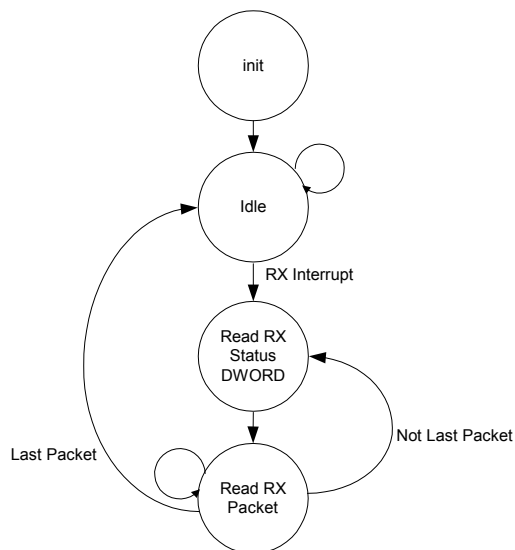 init
Idle
RX Interrupt
Read RX
Status
DWORD
Not Last Packet
Last Packet
Read RX
Packet